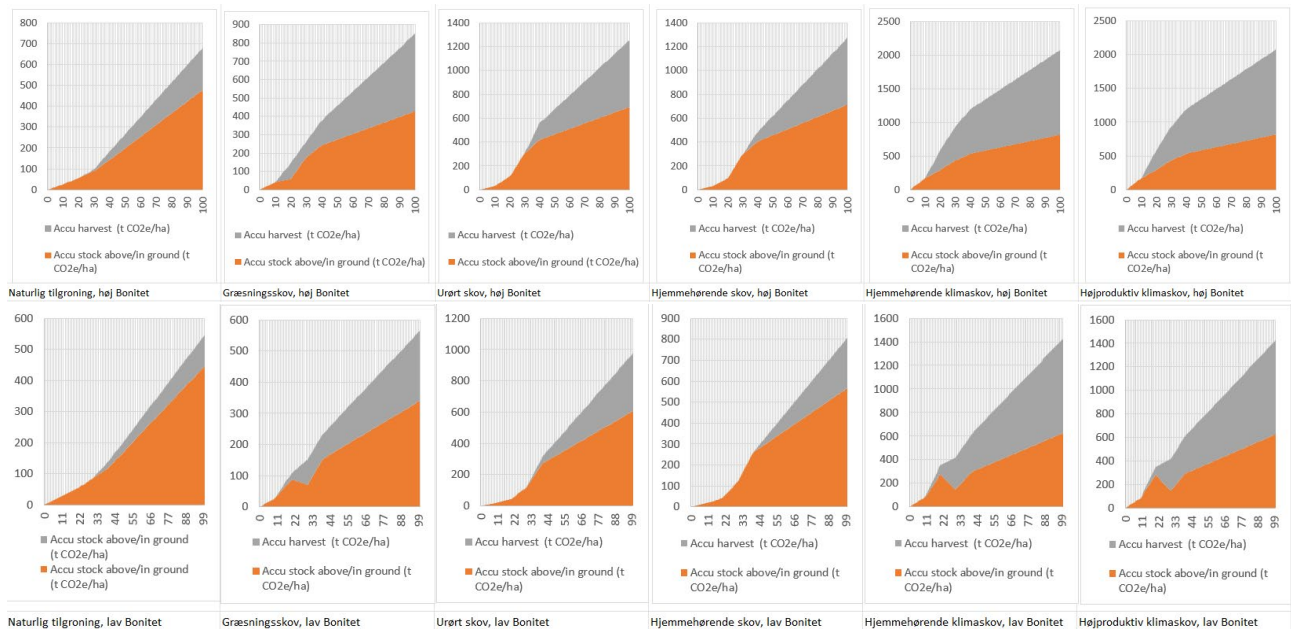 800
700
600
500
400
300
200
100
0
0 10 20 30 40 50 60 70 80 90 100
Accu harvest (t CO2e/ha)
Accu stock above/in ground (t
CO2e/ha)
Naturlig tilgroning, høj Bonitet
900
800
700
600
500
400
300
200
100
0
0 10 20 30 40 50 60 70 80 90 100
Accu harvest (t CO2e/ha)
Accu stock above/in ground (t CO2e/ha)
Græsningsskov, høj Bonitet
1400
1200
1000
800
600
400
200
0
0 10 20 30 40 50 60 70 80 90 100
Accu harvest (t CO2e/ha)
Accu stock above/in ground (t CO2e/ha)
Urørt skov, høj Bonitet
1400
1200
1000
800
600
400
200
0
0 10 20 30 40 50 60 70 80 90 100
Accu harvest (t CO2e/ha)
Accu stock above/in ground (t
CO2e/ha)
Hjemmehørende skov, høj Bonitet
2500
2000
1500
1000
500
0
0 10 20 30 40 50 60 70 80 90 100
Accu harvest (t CO2e/ha)
Accu stock above/in ground (t
CO2e/ha)
Hjemmehørende klimaskov, høj Bonitet
2500
2000
1500
1000
500
0
0 10 20 30 40 50 60 70 80 90 100
Accu harvest (t CO2e/ha)
Accu stock above/in ground (t
CO2e/ha)
Højproduktiv klimaskov, høj Bonitet
600
500
400
300
200
100
0
0 11 22 33 44 55 66 77 88 99
Accu stock above/in ground
(t CO2e/ha)
Accu stock above/in ground
(t CO2e/ha)
Naturlig tilgroning, lav Bonitet
600
500
400
300
200
100
0
0 11 22 33 44 55 66 77 88 99
Accu harvest (t CO2e/ha)
Accu stock above/in ground (t
CO2e/ha)
Græsningsskov, lav Bonitet
1200
1000
800
600
400
200
0
0 11 22 33 44 55 66 77 88 99
Accu harvest (t CO2e/ha)
Accu stock above/in ground (t
CO2e/ha)
Urørt skov, lav Bonitet
900
800
700
600
500
400
300
200
100
0
0 11 22 33 44 55 66 77 88 99
Accu harvest (t CO2e/ha)
Accu stock above/in ground (t
CO2e/ha)
Hjemmehørende skov, lav Bonitet
1600
1400
1200
1000
800
600
400
200
0
0 11 22 33 44 55 66 77 88 99
Accu harvest (t CO2e/ha)
Accu stock above/in ground (t
CO2e/ha)
Hjemmehørende klimaskov, lav Bonitet
1600
1400
1200
1000
800
600
400
200
0
0 11 22 33 44 55 66 77 88 99
Accu harvest (t CO2e/ha)
Accu stock above/in ground (t
CO2e/ha)
Højproduktiv klimaskov, lav Bonitet